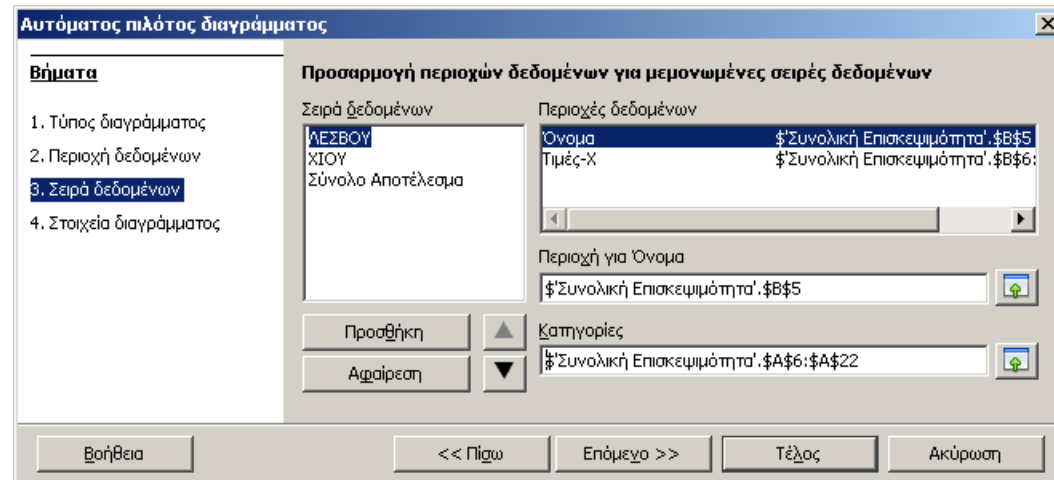 Αυτόματος πιλότος διαγράμματος
Βήματα
1. Τύπος διαγράμματος
2. Περιοχή δεδομένων
3. Σειρά δεδομένων
4. Στοιχεία διαγράμματος
Προσαρμογή περιοχών δεδομένων για μεμονωμένες σειρές δεδομένων
Σειρά δεδομένων
ΛΕΣΒΟΥ
ΧΙΟΥ
Σύνολο Αποτέλεσμα
Περιοχές δεδομένων
Όνομα $'Συνολική Επισκεψιμότητα'.$B$5
Τιμές-Χ $'Συνολική Επισκεψιμότητα'.$B$6:
Περιοχή για Όνομα
$'Συνολική Επισκεψιμότητα'.$B$5
Προσθήκη
Αφαίρεση
Κατηγορίες
$'Συνολική Επισκεψιμότητα'.$A$6:$A$22
Βοήθεια
<< Πίσω
Επόμενο >>
Τέλος
Ακύρωση